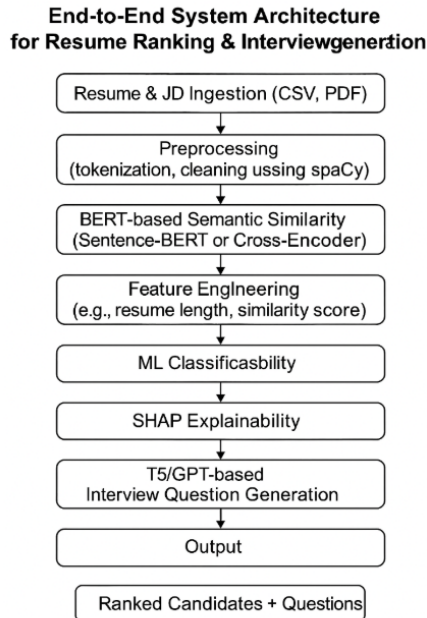 End-to-End System Architecture
for Resume Ranking & Interviewgenerztion
Resume & JD Ingestion (CSV, PDF)
Preprocessing
(tokenization, cleaning ussing spaCy)
BERT-based Semantic Similarity
(Sentence-BERT or Cross-Encoder)
Feature EngIneering
(e.g., resume length, similarity score)
ML Classificasbility
SHAP Explainability
T5/GPT-based
Interview Question Generation
Output
Ranked Candidates + Questions